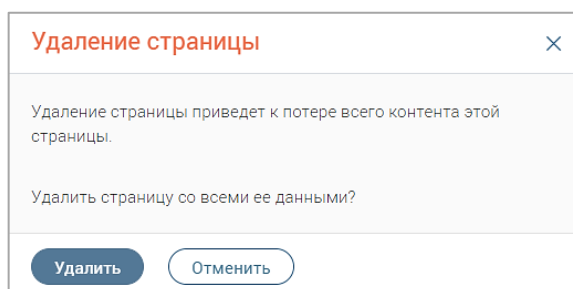 Удаление страницы
Удаление страницы приведет к потере всего контента этой
страницы.
Удалить страницу со всеми ее данными?
Удалить
Отменить